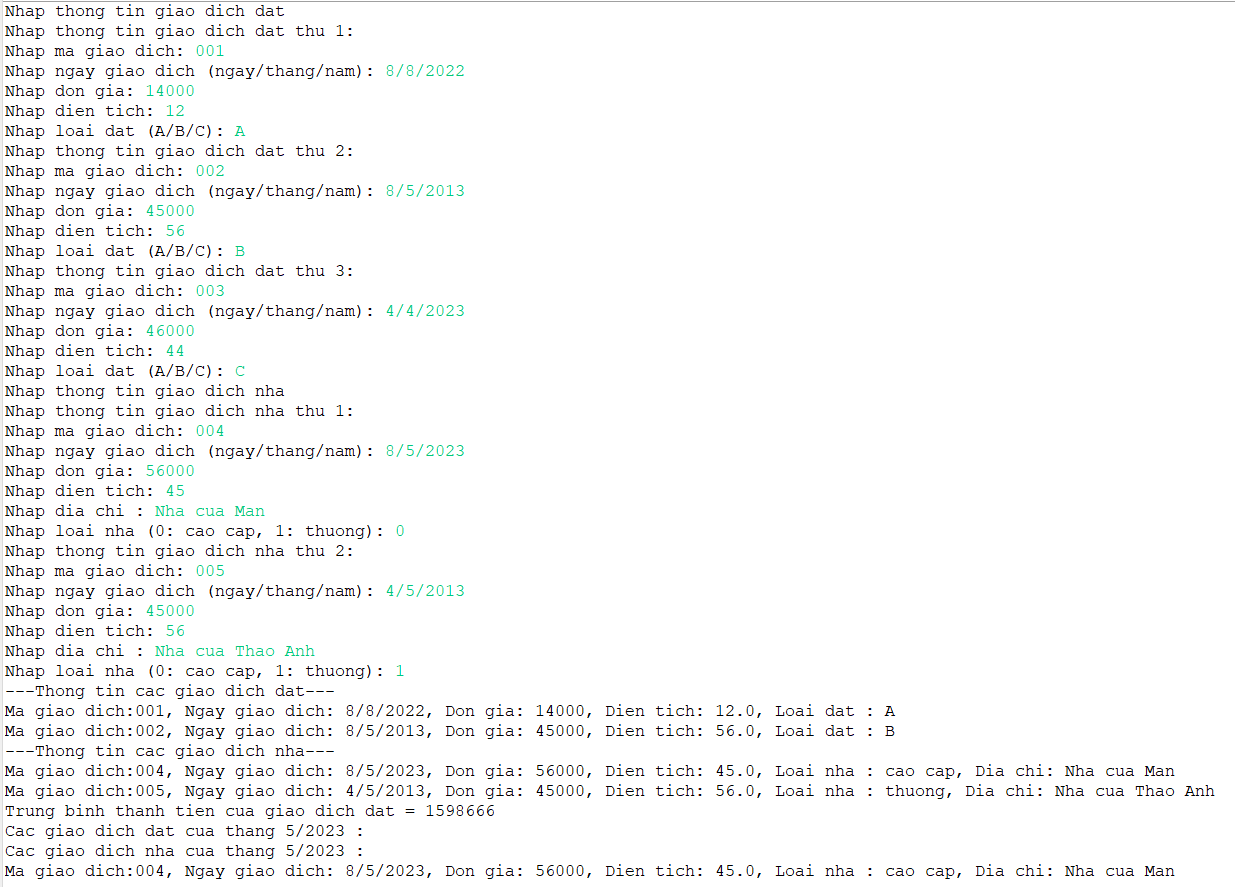 Nhap thong tin giao dich dat
Nhap thong tin giao dich dat thu 1:
Nhap ma giao dich: 001
Nhap ngay giao dich (ngay/thang/nam): 8/8/2022
Nhap don gia: 14000
Nhap dien tich: 12
Nhap loai dat (A/B/C): A
Nhap thong tin giao dich dat thu 2:
Nhap ma giao dich: 002
Nhap ngay giao dich (ngay/thang/nam): 8/5/2013
Nhap don gia: 45000
Nhap dien tich: 56
Nhap loai dat (A/B/C): B
Nhap thong tin giao dich dat thu 3:
Nhap ma giao dich: 003
Nhap ngay giao dich (ngay/thang/nam): 4/4/2023
Nhap don gia: 46000
Nhap dien tich: 44
Nhap loai dat (A/B/C): C
Nhap thong tin giao dich nha
Nhap thong tin giao dich nha thu 1:
Nhap ma giao dich: 004
Nhap ngay giao dich (ngay/thang/nam): 8/5/2023
Nhap don gia: 56000
Nhap dien tich: 45
Nhap dia chi : Nha cua Man
Nhap loai nha (0: cao cap, 1: thuong): 0
Nhap thong tin giao dich nha thu 2:
Nhap ma giao dich: 005
Nhap ngay giao dich (ngay/thang/nam): 4/5/2013
Nhap don gia: 45000
Nhap dien tich: 56
Nhap dia chi : Nha cua Thao Anh
Nhap loai nha (0: cao cap, 1: thuong): 1
---Thong tin cac giao dich dat---
Ma giao dich:001, Ngay giao dich: 8/8/2022, Don gia: 14000, Dien tich: 12.0, Loai dat : A
Ma giao dich:002, Ngay giao dich: 8/5/2013, Don gia: 45000, Dien tich: 56.0, Loai dat : B
---Thong tin cac giao dich nha---
Ma giao dich:004, Ngay giao dich: 8/5/2023, Don gia: 56000, Dien tich: 45.0, Loai nha : cao cap, Dia chi: Nha cua Man
Ma giao dich:005, Ngay giao dich: 4/5/2013, Don gia: 45000, Dien tich: 56.0, Loai nha : thuong, Dia chi: Nha cua Thao Anh
Trung binh thanh tien cua giao dich dat = 1598666
Cac giao dich dat cua thang 5/2023 :
Cac giao dich nha cua thang 5/2023 :
Ma giao dich:004, Ngay giao dich: 8/5/2023, Don gia: 56000, Dien tich: 45.0, Loai nha : cao cap, Dia chi: Nha cua Man